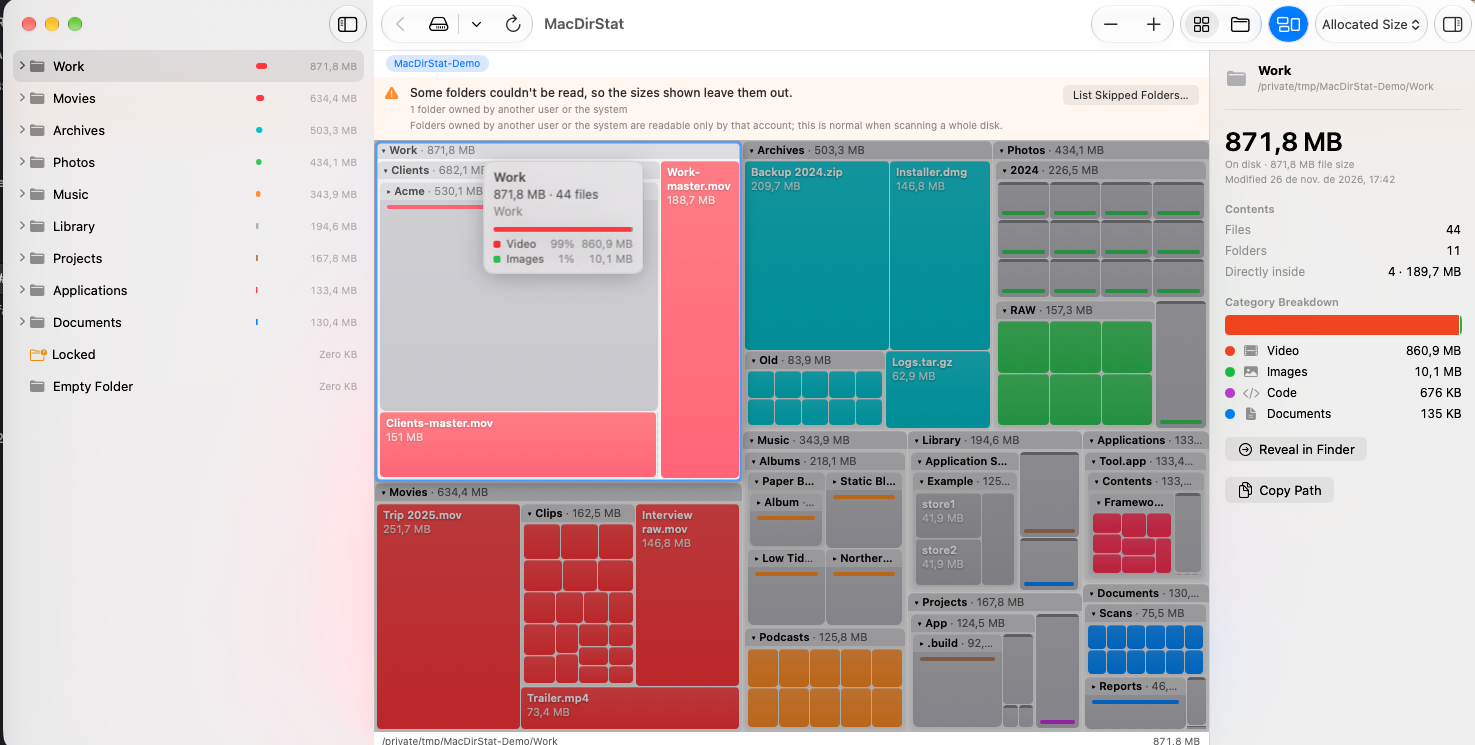 MacDirStat
Allocated Size
Work 871,8 MB
Movies 634,4 MB
Archives 503,3 MB
Photos 434,1 MB
Music 343,9 MB
Library 194,6 MB
Projects 167,8 MB
Applications 133,4 MB
Documents 130,4 MB
Locked Zero KB
Empty Folder Zero KB
MacDirStat-Demo
Some folders couldn't be read, so the sizes shown leave them out.
1 folder owned by another user or the system
Folders owned by another user or the system are readable only by that account; this is normal when scanning a whole disk.
List Skipped Folders...
Work · 871,8 MB
Clients · 682,1 M
Acme · 530,1 MB
Work
871,8 MB · 44 files
Work
Video 99% 860,9 MB
Images 1% 10,1 MB
Work-
master.mov
188,7 MB
Clients-master.mov
151 MB
Movies · 634,4 MB
Trip 2025.mov
251,7 MB
Clips · 162,5 MB
Interview
raw.mov
146,8 MB
Trailer.mp4
73,4 MB
Archives · 503,3 MB
Backup 2024.zip
209,7 MB
Installer.dmg
146,8 MB
Old · 83,9 MB
Logs.tar.gz
62,9 MB
Photos · 434,1 MB
2024 · 226,5 MB
RAW · 157,3 MB
Music · 343,9 MB
Albums · 218,1 MB
Paper B...
Static Bl...
Album ·...
Low Tid...
Norther...
Podcasts · 125,8 MB
Library · 194,6 MB
Application S...
Example · 125...
store1
41,9 MB
store2
41,9 MB
Projects · 167,8 MB
App · 124,5 MB
.build · 92,...
Applications · 133...
Tool.app · 133,4...
Contents · 133,...
Framewo...
Documents · 130,...
Scans · 75,5 MB
Reports · 46,...
/private/tmp/MacDirStat-Demo/Work 871,8 MB
Work
/private/tmp/MacDirStat-Demo/Work
871,8 MB
On disk · 871,8 MB file size
Modified 26 de nov. de 2026, 17:42
Contents
Files 44
Folders 11
Directly inside 4 · 189,7 MB
Category Breakdown
Video 860,9 MB
Images 10,1 MB
Code 676 KB
Documents 135 KB
Reveal in Finder
Copy Path